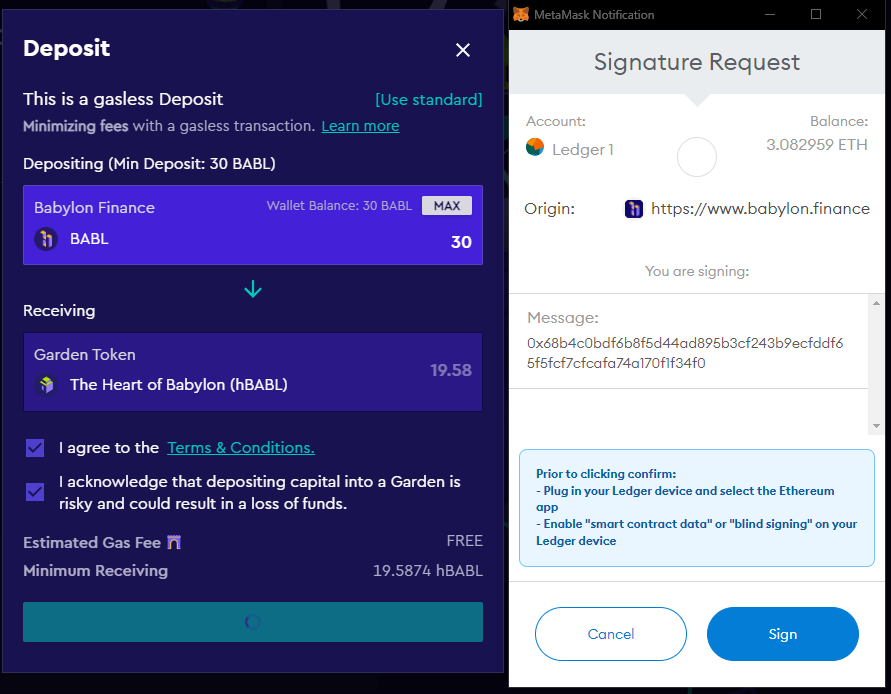 Deposit
This is a gasless Deposit
[Use standard]
Minimizing fees with a gasless transaction. Learn more
Depositing (Min Deposit: 30 BABL)
Babylon Finance
Wallet Balance: 30 BABL
MAX
BABL
30
Receiving
Garden Token
19.58
The Heart of Babylon (hBABL)
I agree to the Terms & Conditions.
I acknowledge that depositing capital into a Garden is
risky and could result in a loss of funds.
Estimated Gas Fee
FREE
Minimum Receiving
19.5874 hBABL
MetaMask Notification
Signature Request
Account:
Balance:
Ledger 1
3.082959 ETH
Origin:
https://www.babylon.finance
You are signing:
Message:
0x68b4c0bdf6b8f5d44ad895b3cf243b9ecfddf6
5f5fcf7cfcafa74a170f1f34f0
Prior to clicking confirm:
- Plug in your Ledger device and select the Ethereum
app
- Enable "smart contract data" or "blind signing" on your
Ledger device
Cancel
Sign